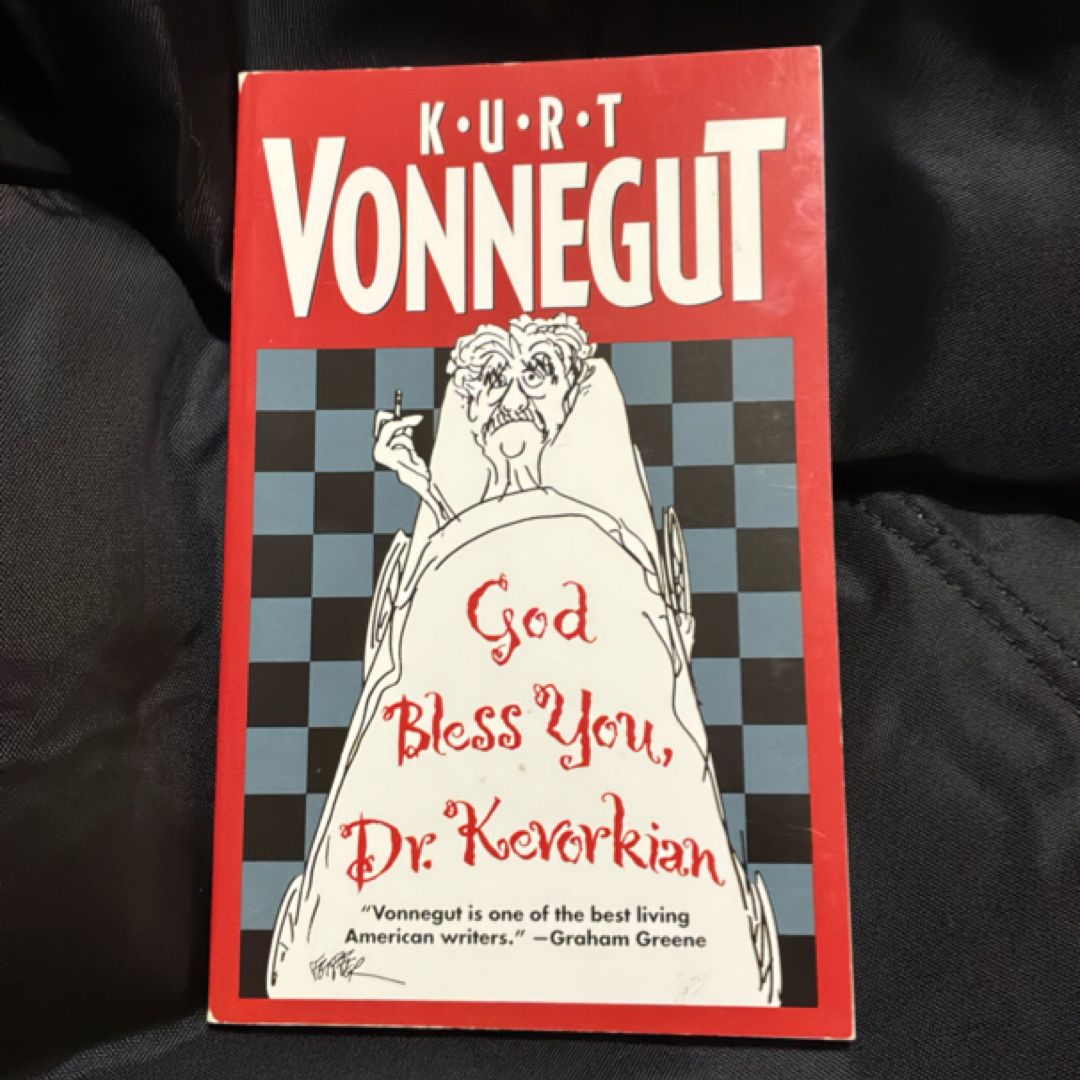 K·U·R·T
VONNEGUT
God
Bless You,
Dr. Kevorkian
"Vonnegut is one of the best living
American writers." —Graham Greene